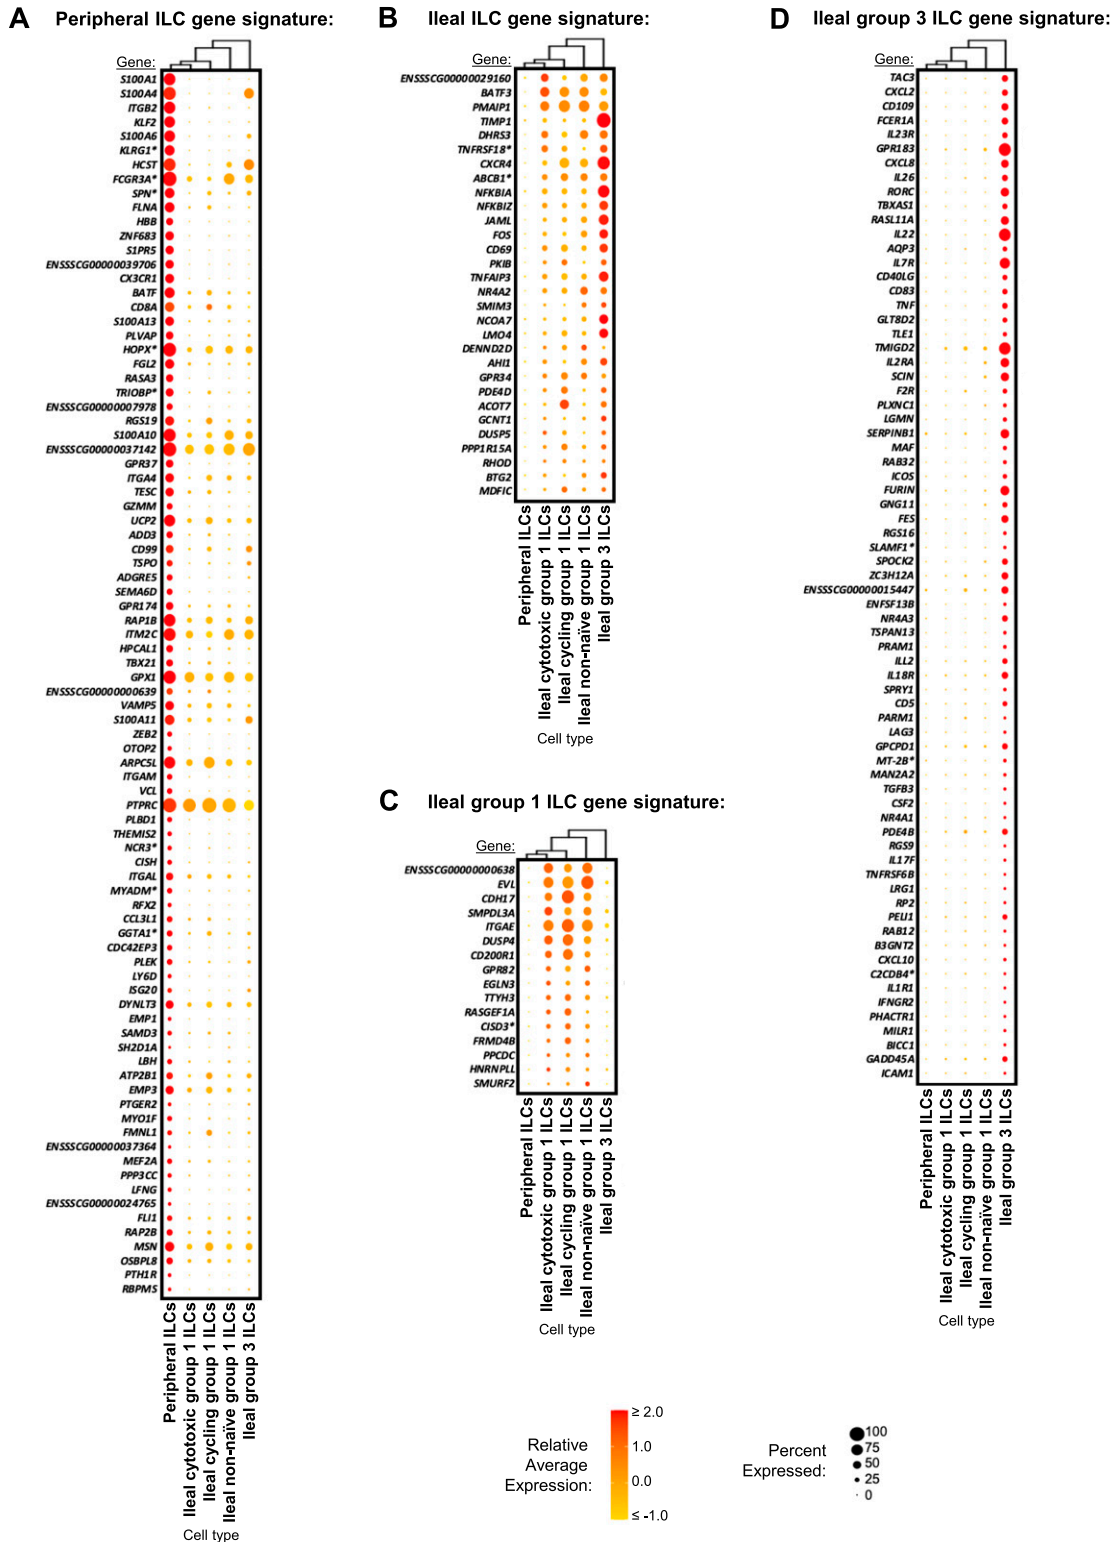 A Peripheral ILC gene signature:
Gene:
S100A1
S100A4
ITGB2
KLF2
S100A6
KLRG1*
HCST
FCGR3A*
SPN*
FLNA
HBB
ZNF683
S1PR5
ENSSSCG00000039706
CX3CR1
BATF
CD8A
S100A13
PLVAP
HOPX*
FGL2
RASA3
TRIOBP*
ENSSSCG00000007978
RGS19
S100A10
ENSSSCG00000037142
GPR37
ITGA4
TESC
GZMM
UCP2
ADD3
CD99
TSPO
ADGRE5
SEMA6D
GPR174
RAP1B
ITM2C
HPCAL1
TBX21
GPX1
ENSSSCG00000000639
VAMP5
S100A11
ZEB2
OTOP2
ARPC5L
ITGAM
VCL
PTPRC
PLBD1
THEMIS2
NCR3*
CISH
ITGAL
MYADM*
RFX2
CCL3L1
GGTA1*
CDC42EP3
PLEK
LY6D
ISG20
DYNLT3
EMP1
SAMD3
SH2D1A
LBH
ATP2B1
EMP3
PTGER2
MYO1F
FMNL1
ENSSSCG00000037364
MEF2A
PPP3CC
LFNG
ENSSSCG00000024765
FLI1
RAP2B
MSN
OSBPL8
PTH1R
RBPMS
Peripheral ILCs
Ileal cytotoxic group 1 ILCs
Ileal cycling group 1 ILCs
Ileal non-naïve group 1 ILCs
Ileal group 3 ILCs
Cell type
B Ileal ILC gene signature:
Gene:
ENSSSCG00000029160
BATF3
PMAIP1
TIMP1
DHRS3
TNFRSF18*
CXCR4
ABCB1*
NFKBIA
NFKBIZ
JAML
FOS
CD69
PKIB
TNFAIP3
NR4A2
SMIM3
NCOA7
LMO4
DENND2D
AHI1
GPR34
PDE4D
ACOT7
GCNT1
DUSP5
PPP1R15A
RHOD
BTG2
MDFIC
Peripheral ILCs
Ileal cytotoxic group 1 ILCs
Ileal cycling group 1 ILCs
Ileal non-naïve group 1 ILCs
Ileal group 3 ILCs
Cell type
C Ileal group 1 ILC gene signature:
Gene:
ENSSSCG00000000638
EVL
CDH17
SMPDL3A
ITGAE
DUSP4
CD200R1
GPR82
EGLN3
TTYH3
RASGEF1A
CISD3*
FRMD4B
PPCDC
HNRNPLL
SMURF2
Peripheral ILCs
Ileal cytotoxic group 1 ILCs
Ileal cycling group 1 ILCs
Ileal non-naïve group 1 ILCs
Ileal group 3 ILCs
Cell type
D Ileal group 3 ILC gene signature:
Gene:
TAC3
CXCL2
CD109
FCER1A
IL23R
GPR183
CXCL8
IL26
RORC
TBXAS1
RASL11A
IL22
AQP3
IL7R
CD40LG
CD83
TNF
GLT8D2
TLE1
TMIGD2
IL2RA
SCIN
F2R
PLXNC1
LGMN
SERPINB1
MAF
RAB32
ICOS
FURIN
GNG11
FES
RGS16
SLAMF1*
SPOCK2
ZC3H12A
ENSSSCG00000015447
ENFSF13B
NR4A3
TSPAN13
PRAM1
ILL2
IL18R
SPRY1
CD5
PARM1
LAG3
GPCPD1
MT-2B*
MAN2A2
TGFB3
CSF2
NR4A1
PDE4B
RGS9
IL17F
TNFRSF6B
LRG1
RP2
PELI1
RAB12
B3GNT2
CXCL10
C2CDB4*
IL1R1
IFNGR2
PHACTR1
MILR1
BICC1
GADD45A
ICAM1
Peripheral ILCs
Ileal cytotoxic group 1 ILCs
Ileal cycling group 1 ILCs
Ileal non-naïve group 1 ILCs
Ileal group 3 ILCs
Cell type
Relative
Average
Expression:
≥ 2.0
1.0
0.0
≤ -1.0
Percent
Expressed:
100
75
50
25
0